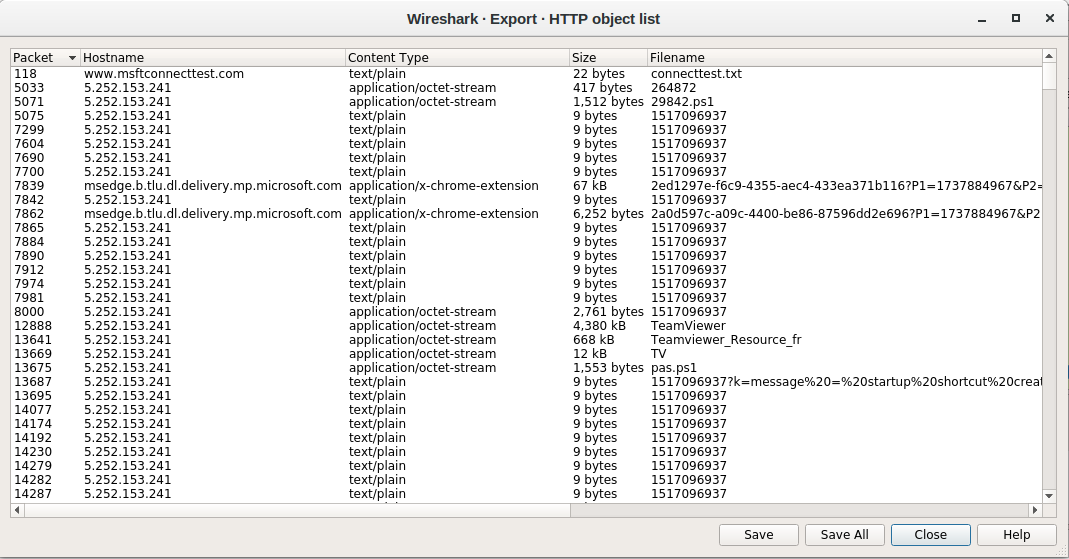 Wireshark · Export · HTTP object list
Packet Hostname Content Type Size Filename
118 www.msftconnecttest.com text/plain 22 bytes connecttest.txt
5033 5.252.153.241 application/octet-stream 417 bytes 264872
5071 5.252.153.241 application/octet-stream 1,512 bytes 29842.ps1
5075 5.252.153.241 text/plain 9 bytes 1517096937
7299 5.252.153.241 text/plain 9 bytes 1517096937
7604 5.252.153.241 text/plain 9 bytes 1517096937
7690 5.252.153.241 text/plain 9 bytes 1517096937
7700 5.252.153.241 text/plain 9 bytes 1517096937
7839 msedge.b.tlu.dl.delivery.mp.microsoft.com application/x-chrome-extension 67 kB 2ed1297e-f6c9-4355-aec4-433ea371b116?P1=1737884967&P2=
7842 5.252.153.241 text/plain 9 bytes 1517096937
7862 msedge.b.tlu.dl.delivery.mp.microsoft.com application/x-chrome-extension 6,252 bytes 2a0d597c-a09c-4400-be86-87596dd2e696?P1=1737884967&P2
7865 5.252.153.241 text/plain 9 bytes 1517096937
7884 5.252.153.241 text/plain 9 bytes 1517096937
7890 5.252.153.241 text/plain 9 bytes 1517096937
7912 5.252.153.241 text/plain 9 bytes 1517096937
7974 5.252.153.241 text/plain 9 bytes 1517096937
7981 5.252.153.241 text/plain 9 bytes 1517096937
8000 5.252.153.241 application/octet-stream 2,761 bytes 1517096937
12888 5.252.153.241 application/octet-stream 4,380 kB TeamViewer
13641 5.252.153.241 application/octet-stream 668 kB Teamviewer_Resource_fr
13669 5.252.153.241 application/octet-stream 12 kB TV
13675 5.252.153.241 application/octet-stream 1,553 bytes pas.ps1
13687 5.252.153.241 text/plain 9 bytes 1517096937?k=message%20=%20startup%20shortcut%20creat
13695 5.252.153.241 text/plain 9 bytes 1517096937
14077 5.252.153.241 text/plain 9 bytes 1517096937
14174 5.252.153.241 text/plain 9 bytes 1517096937
14192 5.252.153.241 text/plain 9 bytes 1517096937
14230 5.252.153.241 text/plain 9 bytes 1517096937
14279 5.252.153.241 text/plain 9 bytes 1517096937
14282 5.252.153.241 text/plain 9 bytes 1517096937
14287 5.252.153.241 text/plain 9 bytes 1517096937
Save Save All Close Help